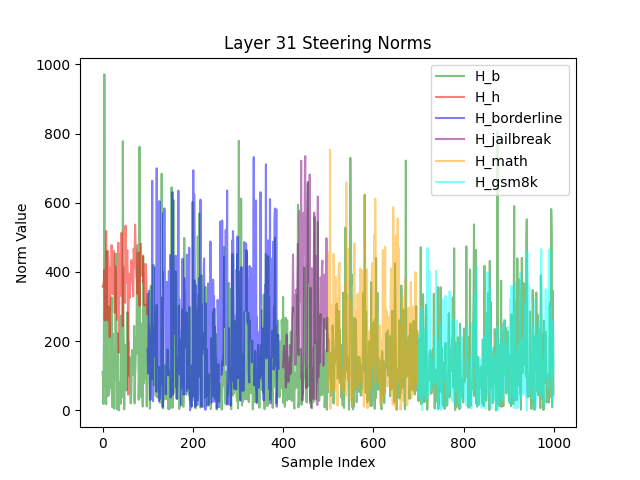 Layer 31 Steering Norms
1000
800
600
400
200
0
Norm Value
H_b
H_h
H_borderline
H_jailbreak
H_math
H_gsm8k
0 200 400 600 800 1000
Sample Index